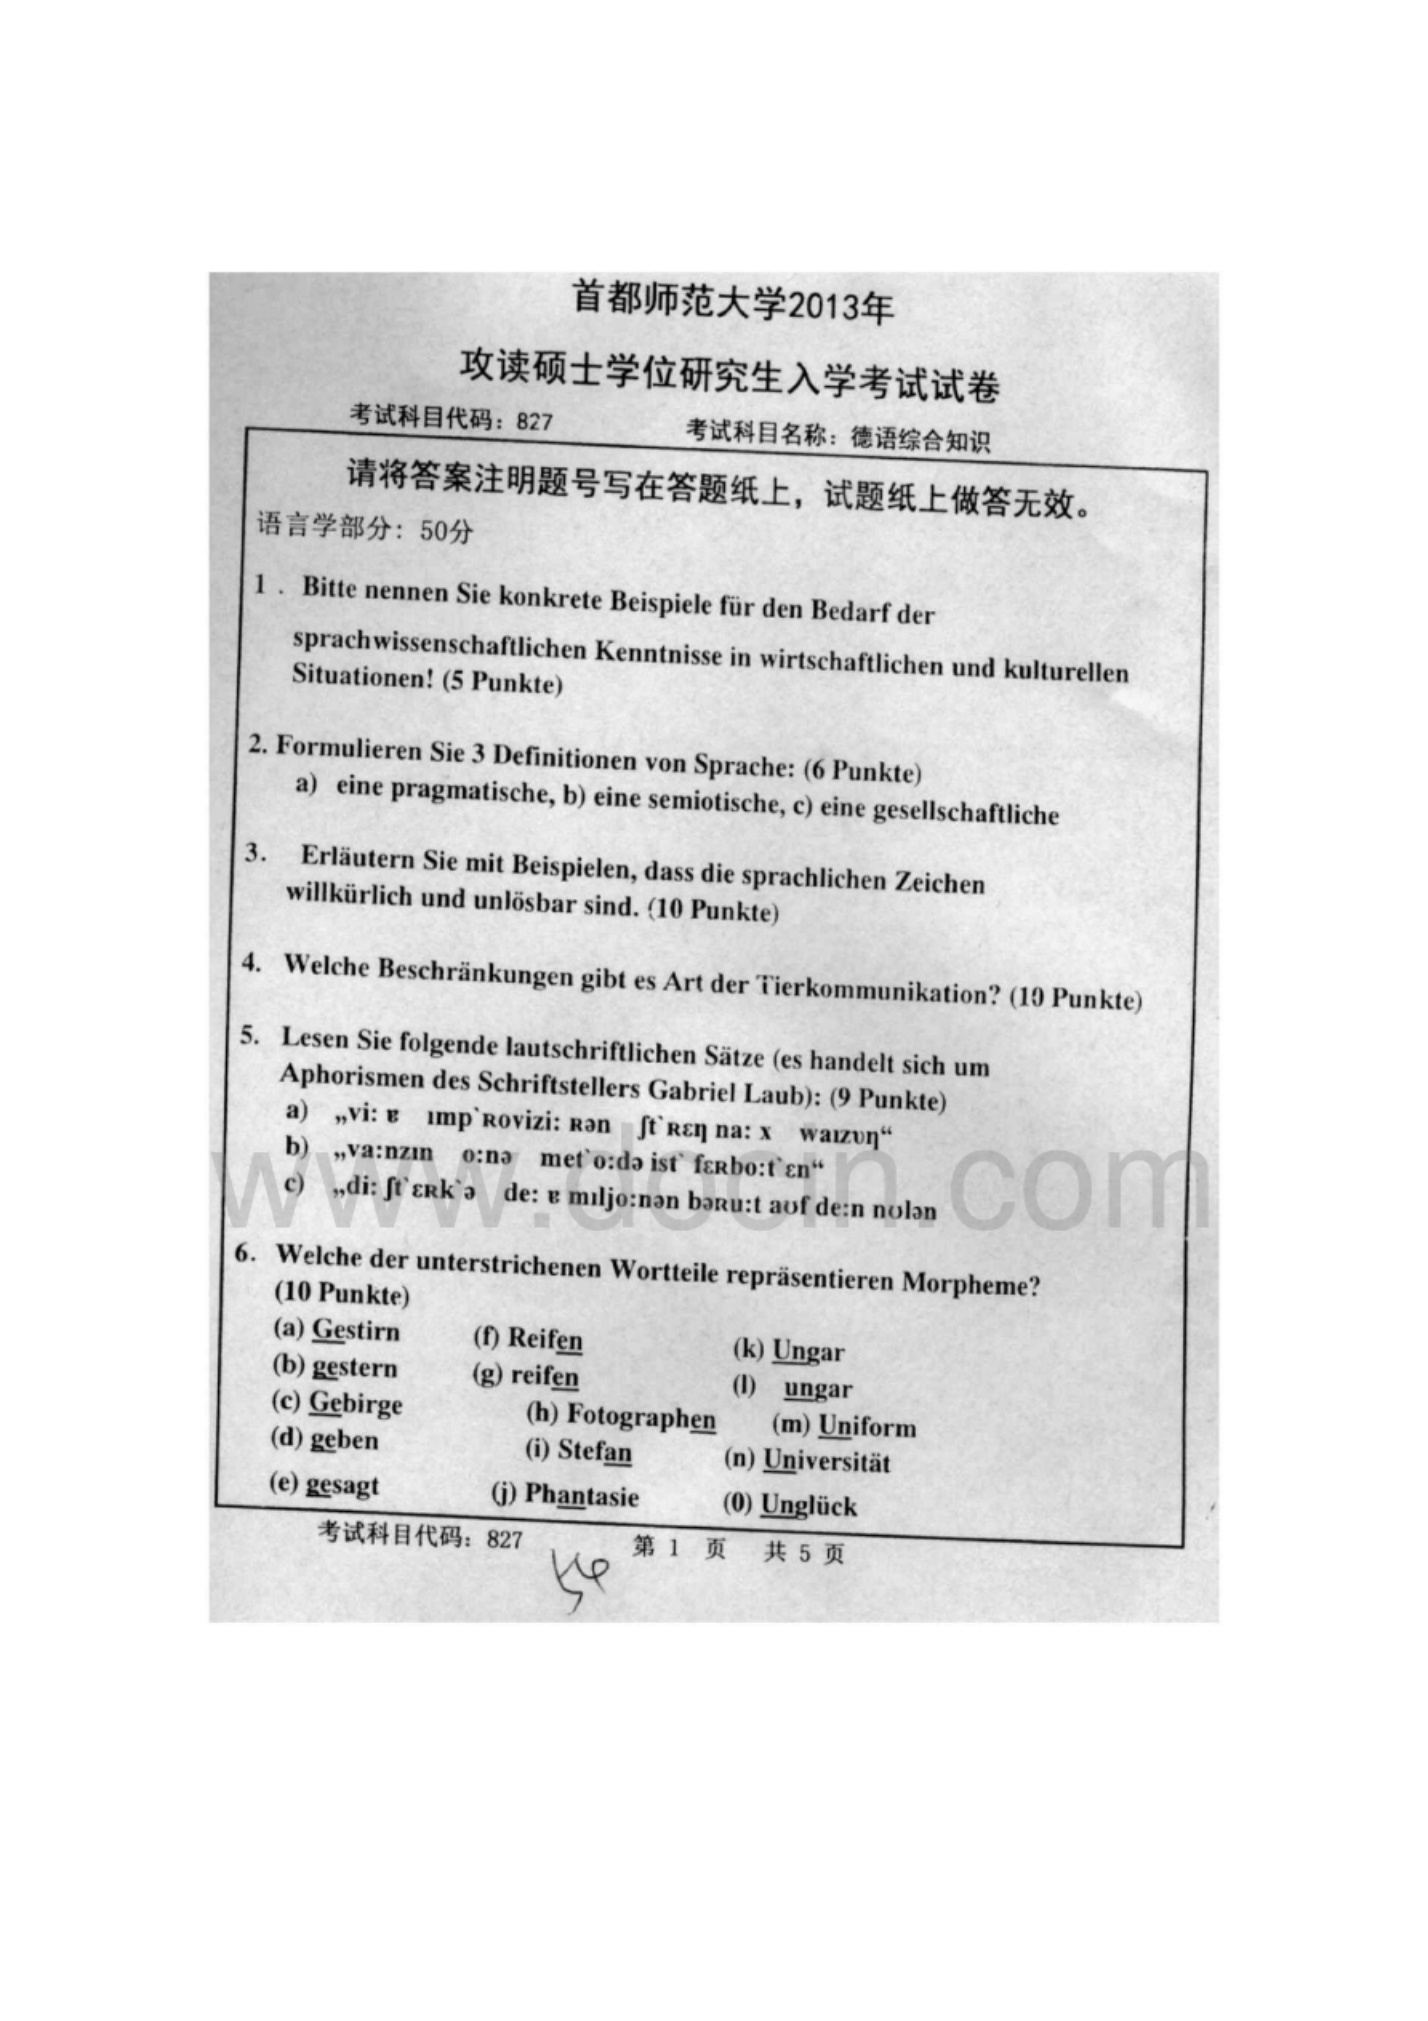 首都师范大学2013年
攻读硕士学位研究生入学考试试卷
考试科目代码：827 考试科目名称：德语综合知识
请将答案注明题号写在答题纸上，试题纸上做答无效。
语言学部分：50分
1 . Bitte nennen Sie konkrete Beispiele für den Bedarf der
sprachwissenschaftlichen Kenntnisse in wirtschaftlichen und kulturellen
Situationen! (5 Punkte)
2. Formulieren Sie 3 Definitionen von Sprache: (6 Punkte)
a) eine pragmatische, b) eine semiotische, c) eine gesellschaftliche
3. Erläutern Sie mit Beispielen, dass die sprachlichen Zeichen
willkürlich und unlösbar sind. (10 Punkte)
4. Welche Beschränkungen gibt es Art der Tierkommunikation? (10 Punkte)
5. Lesen Sie folgende lautschriftlichen Sätze (es handelt sich um
Aphorismen des Schriftstellers Gabriel Laub): (9 Punkte)
a) „vi: ʁ ɪmp`ʀovizi: ʀən ʃt`ʀɛŋ na: x waɪzʊŋ“
b) „va:nzɪn o:nə met`o:də ist` fɛʀbo:t`ɛn“
c) „di: ʃt`ɛʀk`ə de: ʁ mɪljo:nən bəʀu:t aʊf de:n nʊlən
www.docin.com
6. Welche der unterstrichenen Wortteile repräsentieren Morpheme?
(10 Punkte)
(a) Gestirn (f) Reifen (k) Ungar
(b) gestern (g) reifen (l) ungar
(c) Gebirge (h) Fotographen (m) Uniform
(d) geben (i) Stefan (n) Universität
(e) gesagt (j) Phantasie (0) Unglück
考试科目代码：827 第 1 页 共 5 页